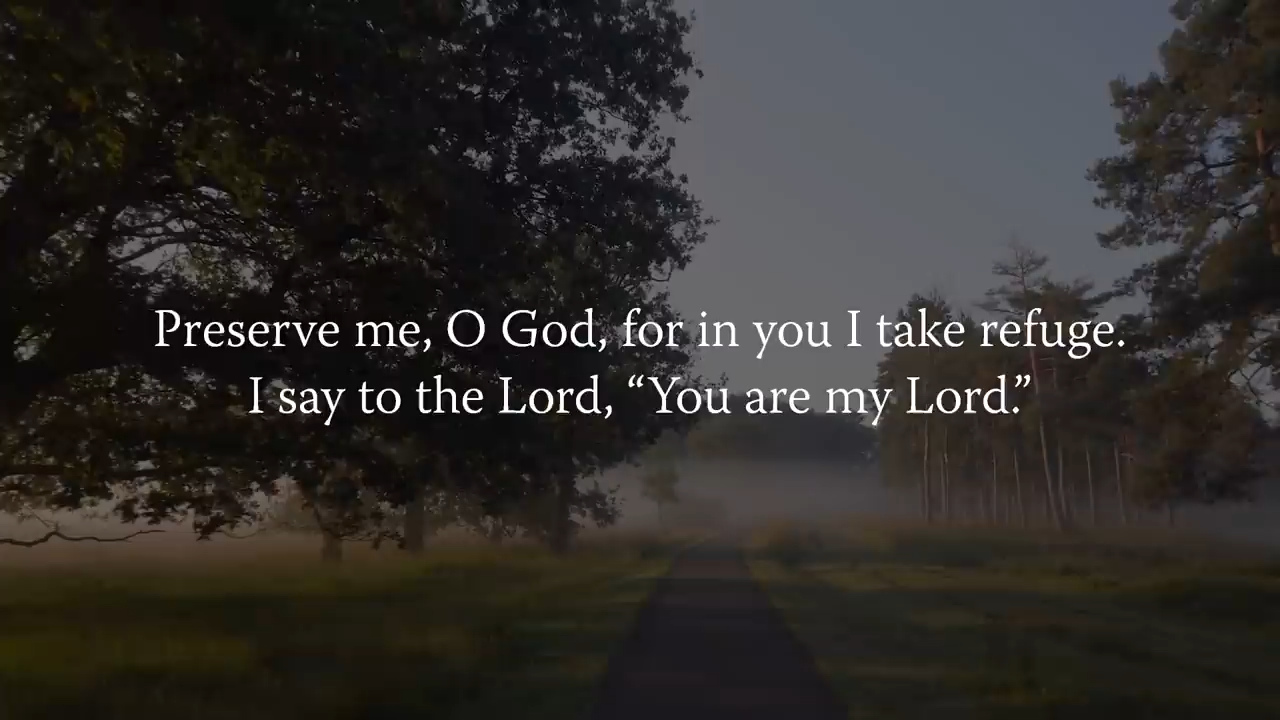 Preserve me, O God, for in you I take refuge.
I say to the Lord, “You are my Lord.”